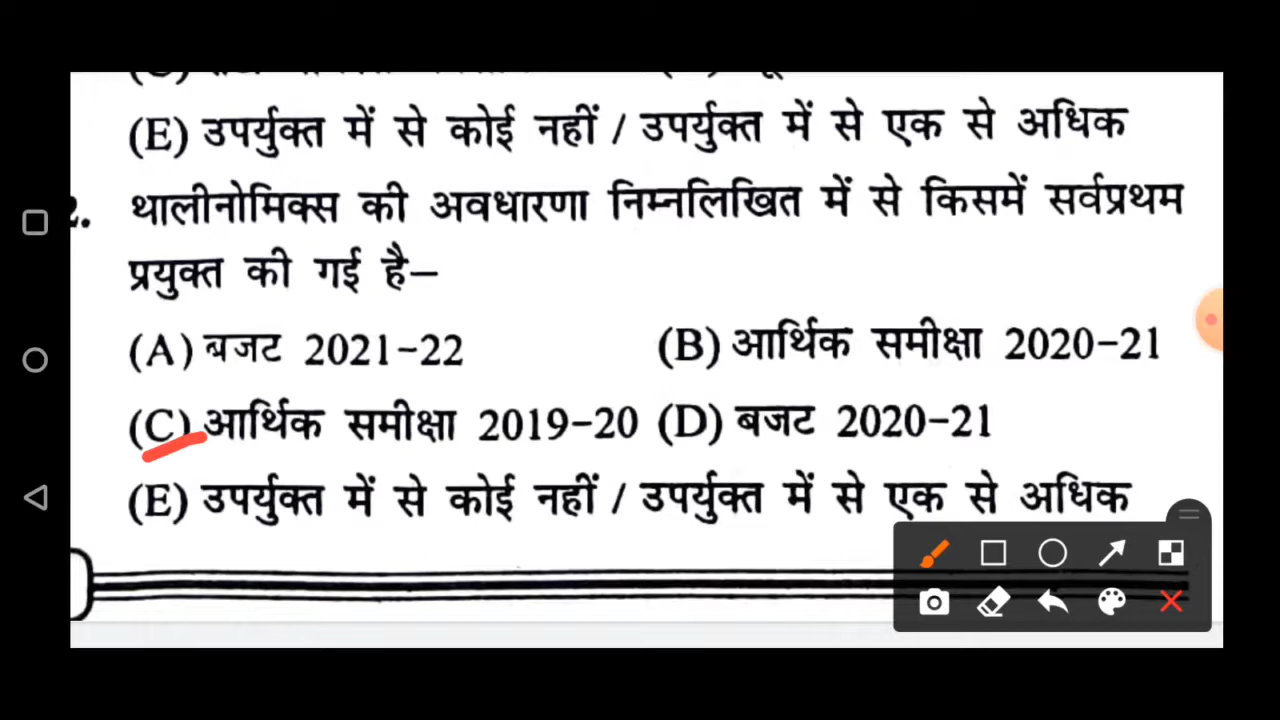 (E) उपर्युक्त में से कोई नहीं / उपर्युक्त में से एक से अधिक
2. थालीनोमिक्स की अवधारणा निम्नलिखित में से किसमें सर्वप्रथम
प्रयुक्त की गई है–
(A) बजट 2021-22 (B) आर्थिक समीक्षा 2020-21
(C) आर्थिक समीक्षा 2019-20 (D) बजट 2020-21
(E) उपर्युक्त में से कोई नहीं / उपर्युक्त में से एक से अधिक